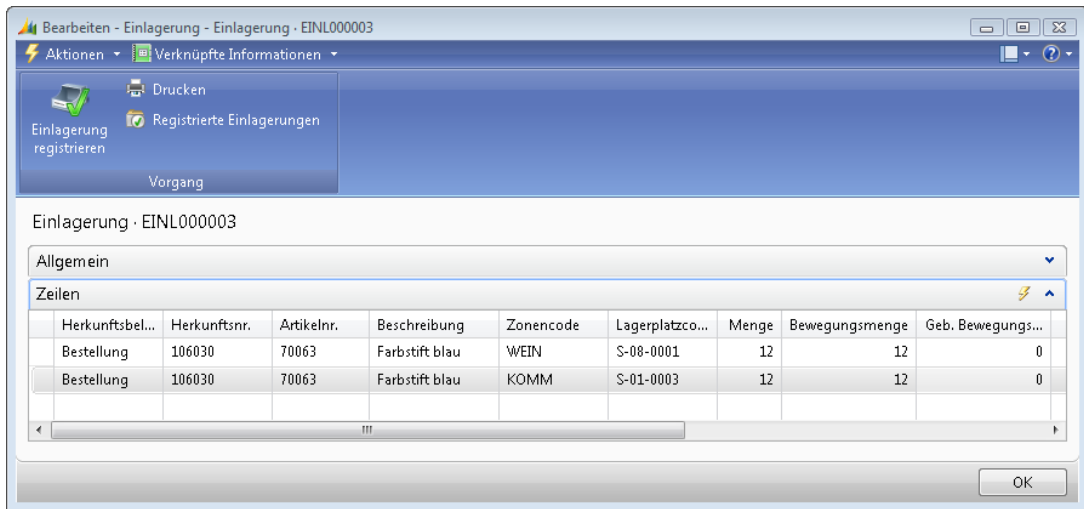 Bearbeiten - Einlagerung - Einlagerung · EINL000003
Aktionen Verknüpfte Informationen
Drucken
Registrierte Einlagerungen
Einlagerung
registrieren
Vorgang
Einlagerung · EINL000003
Allgemein
Zeilen
Herkunftsbel... Herkunftsnr. Artikelnr. Beschreibung Zonencode Lagerplatzco... Menge Bewegungsmenge Geb. Bewegungs...
Bestellung 106030 70063 Farbstift blau WEIN S-08-0001 12 12 0
Bestellung 106030 70063 Farbstift blau KOMM S-01-0003 12 12 0
OK